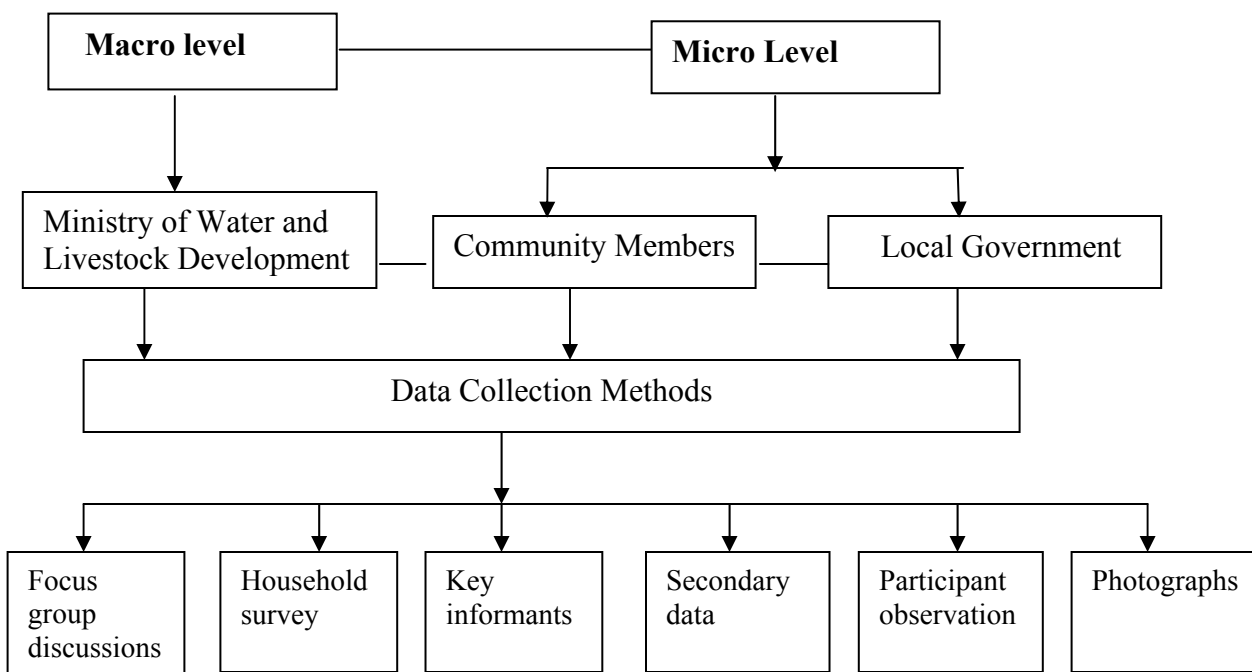 Macro level
Micro Level
Ministry of Water and
Livestock Development
Community Members
Local Government
Data Collection Methods
Focus
group
discussions
Household
survey
Key
informants
Secondary
data
Participant
observation
Photographs